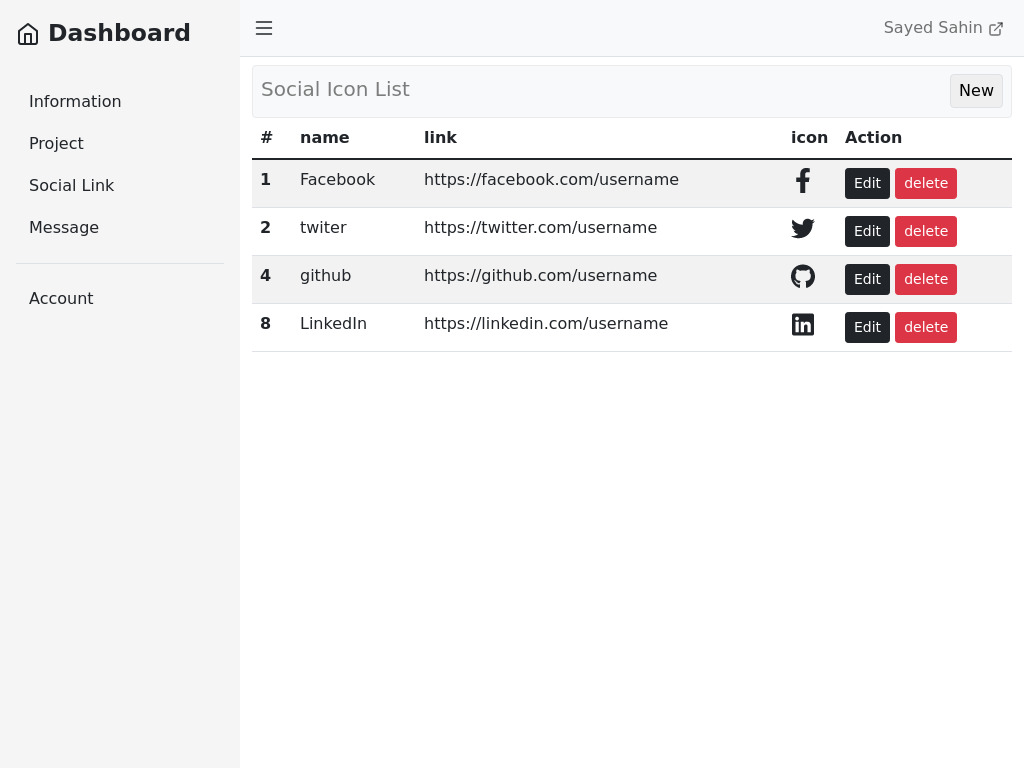 Dashboard
Information
Project
Social Link
Message
Account
Sayed Sahin
Social Icon List
New
# name link icon Action
1 Facebook https://facebook.com/username Edit delete
2 twiter https://twitter.com/username Edit delete
4 github https://github.com/username Edit delete
8 LinkedIn https://linkedin.com/username Edit delete